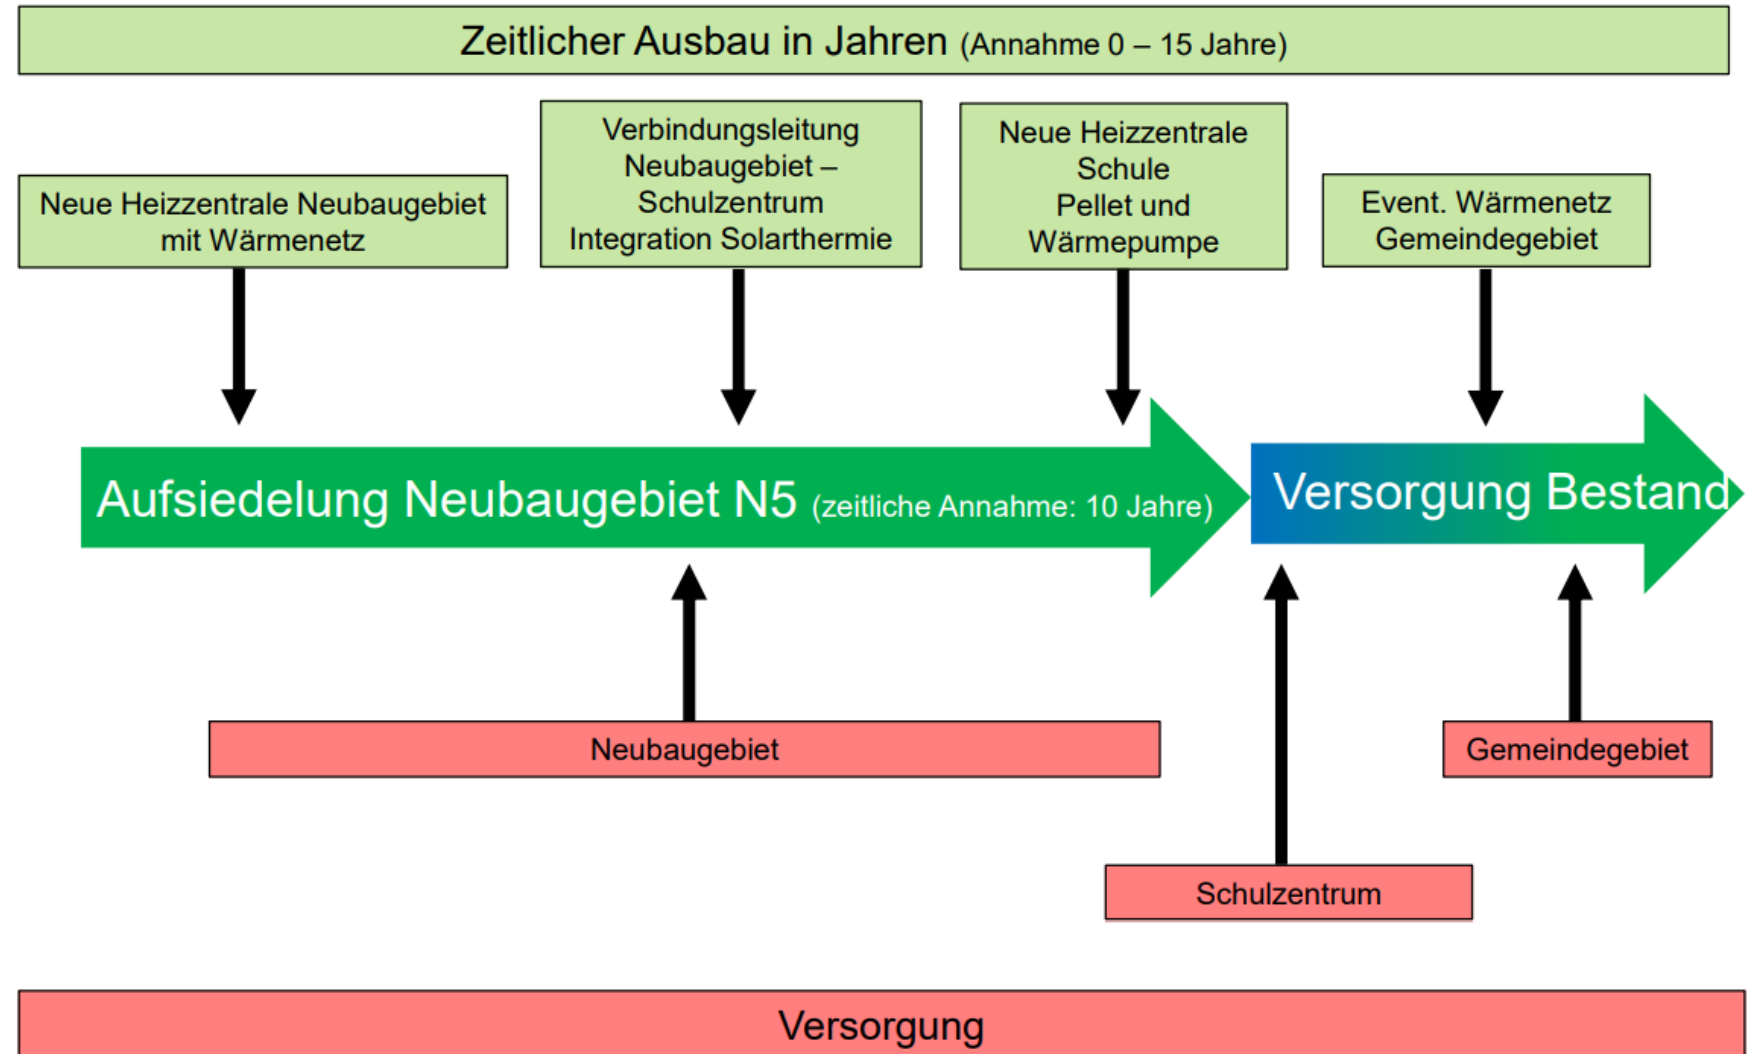 Zeitlicher Ausbau in Jahren (Annahme 0 – 15 Jahre)
Neue Heizzentrale Neubaugebiet
mit Wärmenetz
Verbindungsleitung
Neubaugebiet –
Schulzentrum
Integration Solarthermie
Neue Heizzentrale
Schule
Pellet und
Wärmepumpe
Event. Wärmenetz
Gemeindegebiet
Aufsiedelung Neubaugebiet N5 (zeitliche Annahme: 10 Jahre)
Versorgung Bestand
Neubaugebiet
Gemeindegebiet
Schulzentrum
Versorgung